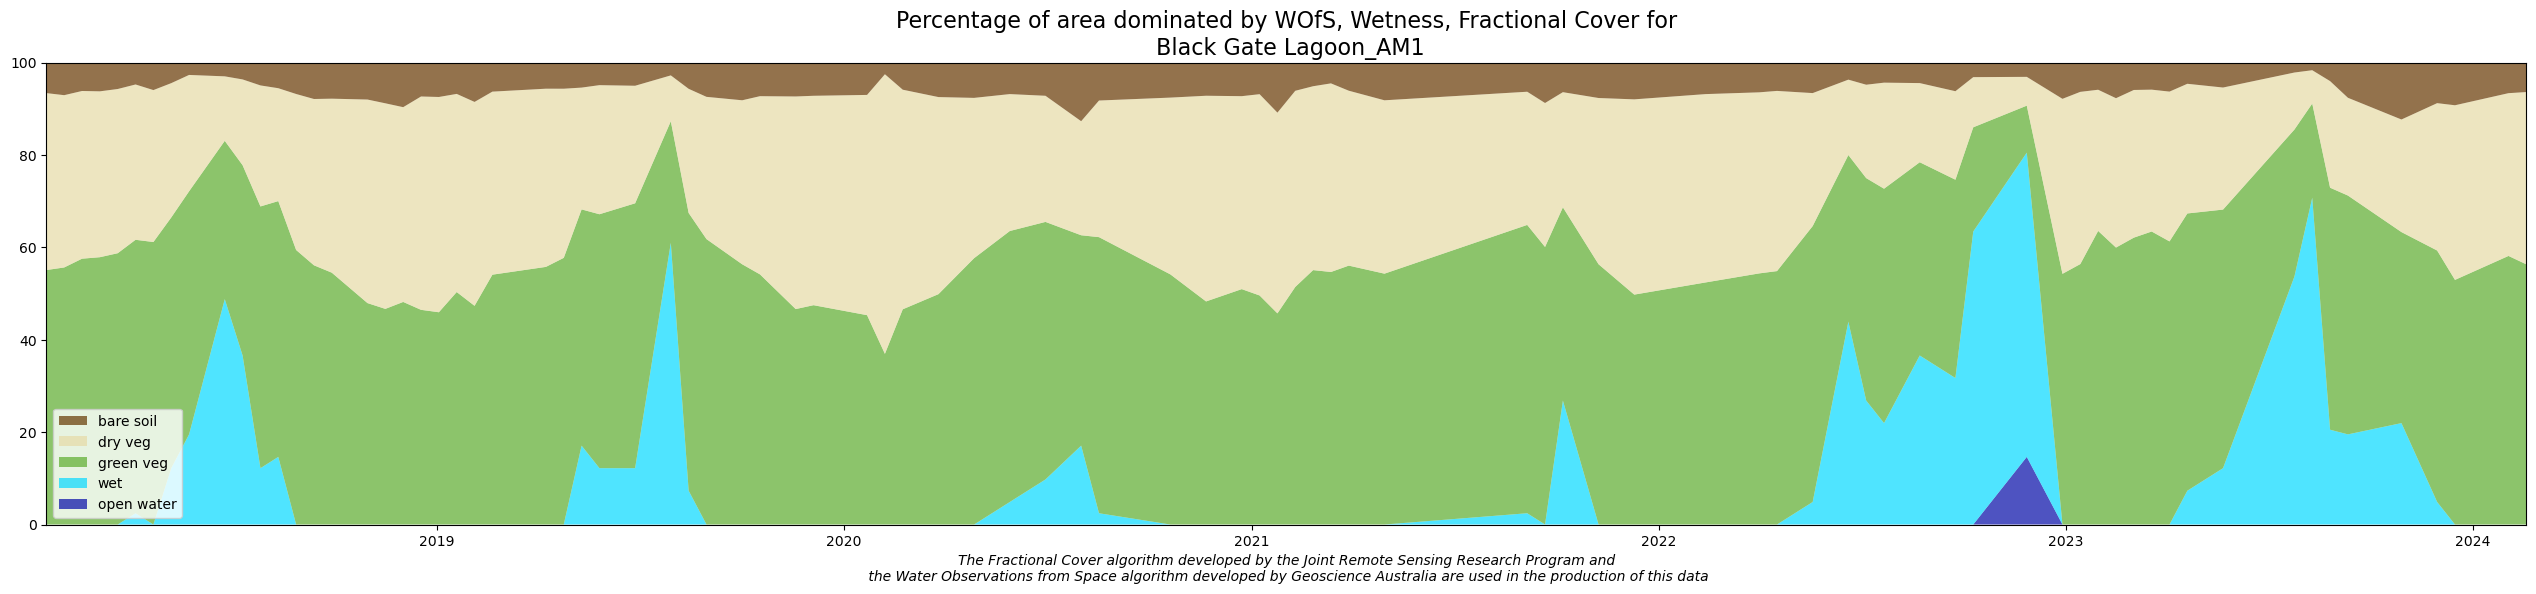 Percentage of area dominated by WOfS, Wetness, Fractional Cover for
Black Gate Lagoon_AM1
100
80
60
40
20
0
bare soil
dry veg
green veg
wet
open water
2019 2020 2021 2022 2023 2024
The Fractional Cover algorithm developed by the Joint Remote Sensing Research Program and
the Water Observations from Space algorithm developed by Geoscience Australia are used in the production of this data